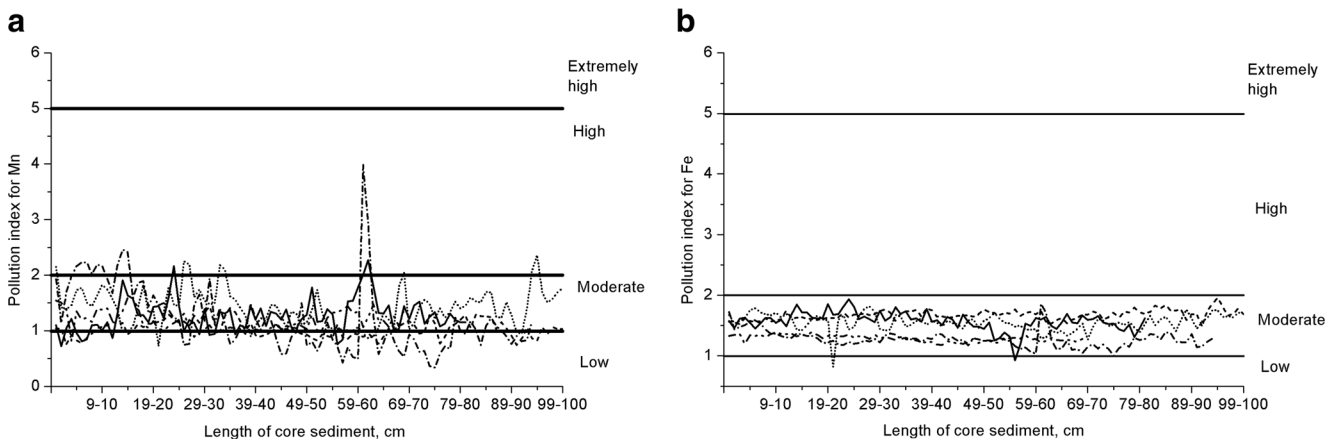 a
Pollution index for Mn
6
5
4
3
2
1
0
Extremely
high
High
Moderate
Low
9-10 19-20 29-30 39-40 49-50 59-60 69-70 79-80 89-90 99-100
Length of core sediment, cm
b
Pollution index for Fe
6
5
4
3
2
1
Extremely
high
High
Moderate
Low
9-10 19-20 29-30 39-40 49-50 59-60 69-70 79-80 89-90 99-100
Length of core sediment, cm